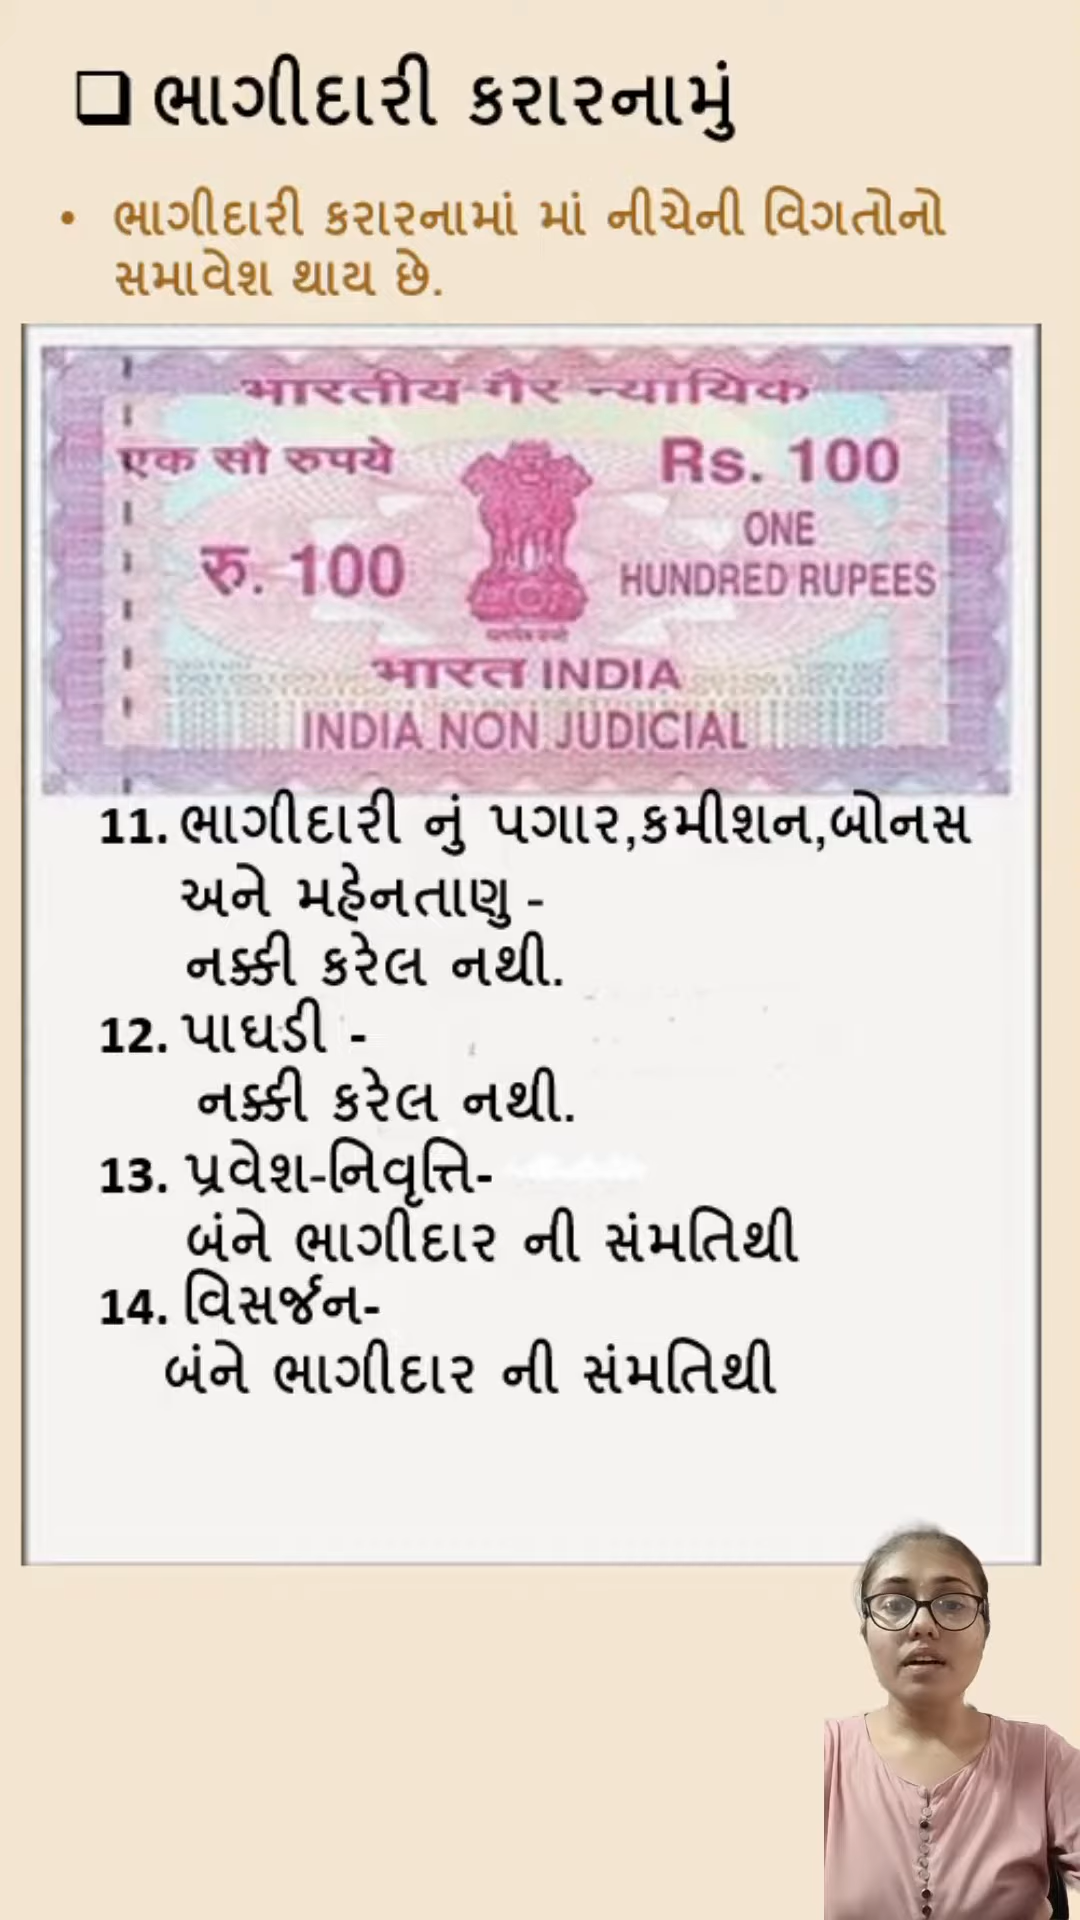 ❑ ભાગીદારી કરારનામું
• ભાગીદારી કરારનામાં માં નીચેની વિગતોનો
સમાવેશ થાય છે.
भारतीय गैर न्यायिक
एक सौ रुपये
Rs. 100
रु. 100
ONE
HUNDRED RUPEES
भारत INDIA
INDIA NON JUDICIAL
11. ભાગીદારી નું પગાર,કમીશન,બોનસ
અને મહેનતાણુ -
નક્કી કરેલ નથી.
12. પાઘડી -
નક્કી કરેલ નથી.
13. પ્રવેશ-નિવૃત્તિ-
બંને ભાગીદાર ની સંમતિથી
14. વિસર્જન-
બંને ભાગીદાર ની સંમતિથી